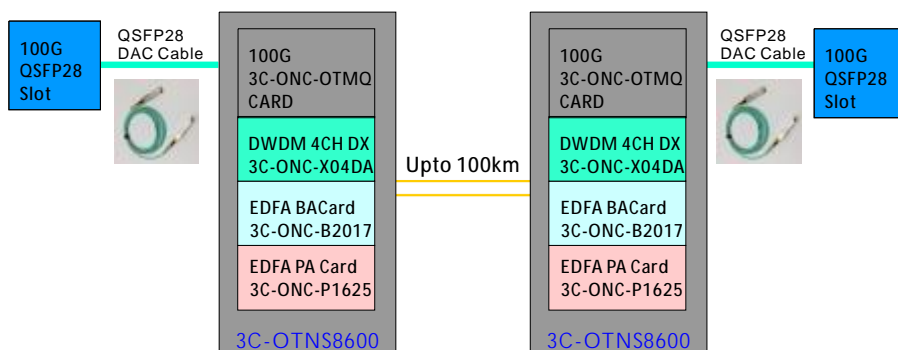 100G
QSFP28
Slot
QSFP28
DAC Cable
100G
3C-ONC-OTMQ
CARD
DWDM 4CH DX
3C-ONC-X04DA
EDFA BACard
3C-ONC-B2017
EDFA PA Card
3C-ONC-P1625
3C-OTNS8600
Upto 100km
100G
3C-ONC-OTMQ
CARD
DWDM 4CH DX
3C-ONC-X04DA
EDFA BACard
3C-ONC-B2017
EDFA PA Card
3C-ONC-P1625
3C-OTNS8600
QSFP28
DAC Cable
100G
QSFP28
Slot